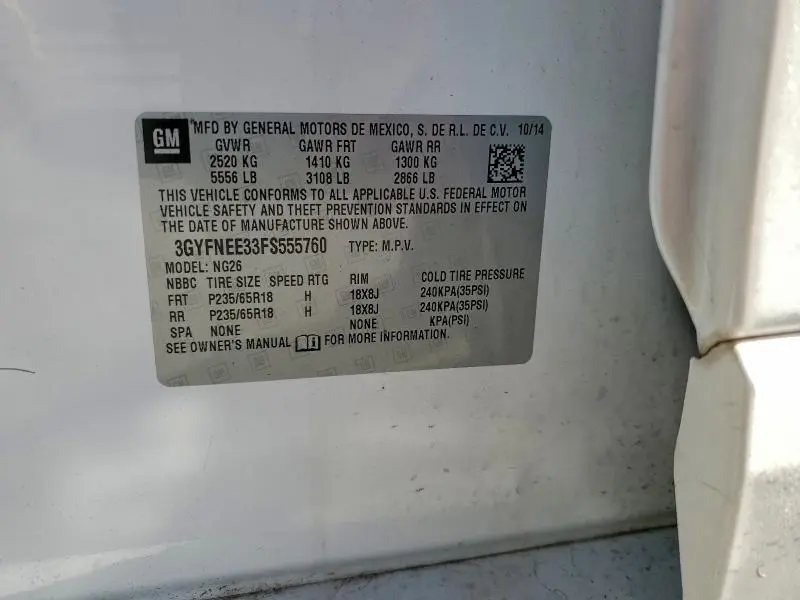 GM
MFD BY GENERAL MOTORS DE MEXICO, S. DE R.L. DE C.V. 10/14
GVWR GAWR FRT GAWR RR
2520 KG 1410 KG 1300 KG
5556 LB 3108 LB 2866 LB
THIS VEHICLE CONFORMS TO ALL APPLICABLE U.S. FEDERAL MOTOR
VEHICLE SAFETY AND THEFT PREVENTION STANDARDS IN EFFECT ON
THE DATE OF MANUFACTURE SHOWN ABOVE.
3GYFNEE33FS555760 TYPE: M.P.V.
MODEL: NG26
NBBC TIRE SIZE SPEED RTG RIM COLD TIRE PRESSURE
FRT P235/65R18 H 18X8J 240KPA(35PSI)
RR P235/65R18 H 18X8J 240KPA(35PSI)
SPA NONE NONE KPA(PSI)
SEE OWNER'S MANUAL FOR MORE INFORMATION.